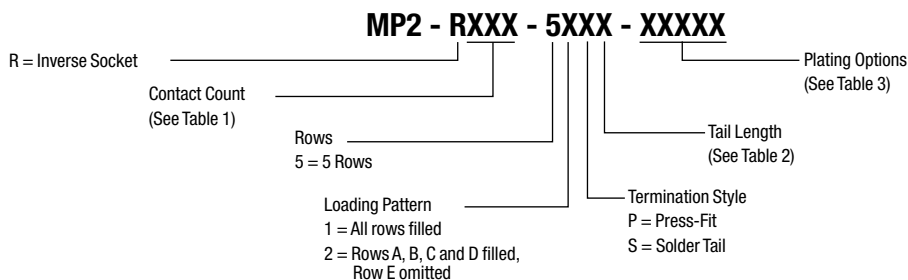 MP2 - RXXX - 5XXX - XXXXX
R = Inverse Socket
Plating Options
(See Table 3)
Contact Count
(See Table 1)
Rows
5 = 5 Rows
Tail Length
(See Table 2)
Loading Pattern
1 = All rows filled
2 = Rows A, B, C and D filled,
Row E omitted
Termination Style
P = Press-Fit
S = Solder Tail